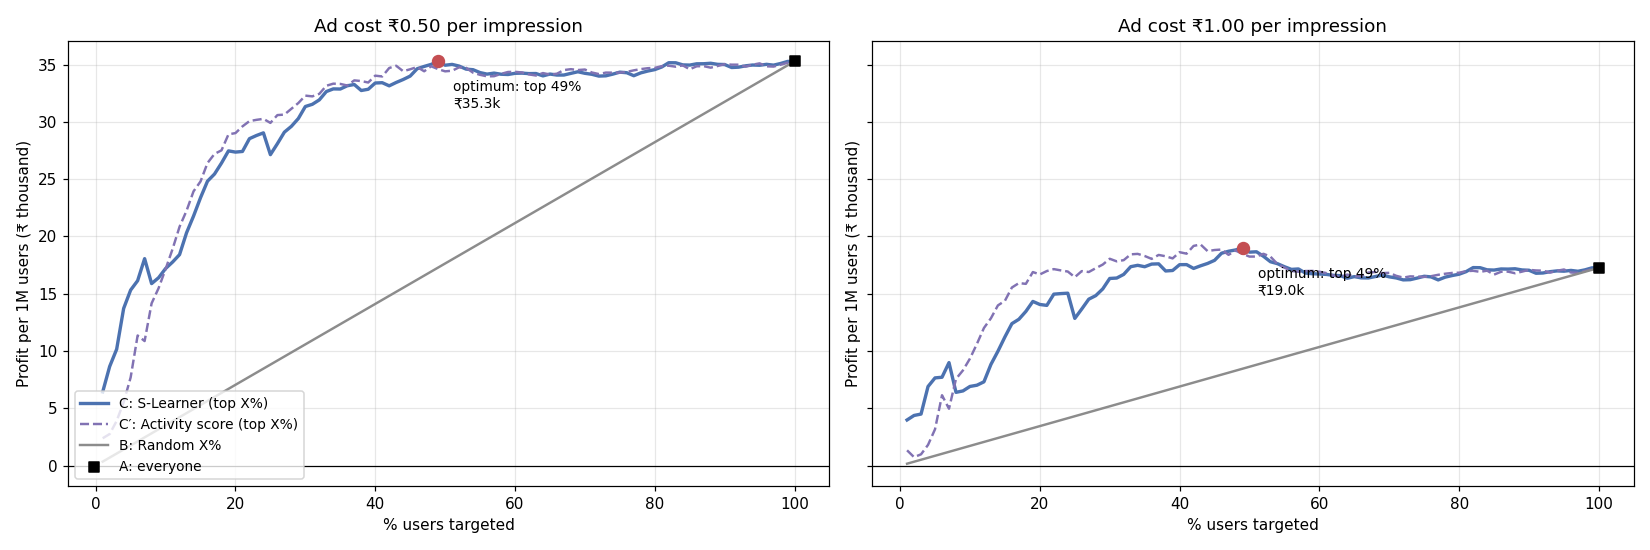 Ad cost ₹0.50 per impression
Profit per 1M users (₹ thousand)
35
30
25
20
15
10
5
0
optimum: top 49%
₹35.3k
C: S-Learner (top X%)
C′: Activity score (top X%)
B: Random X%
A: everyone
0
20
40
60
80
100
% users targeted
Ad cost ₹1.00 per impression
Profit per 1M users (₹ thousand)
optimum: top 49%
₹19.0k
0
20
40
60
80
100
% users targeted